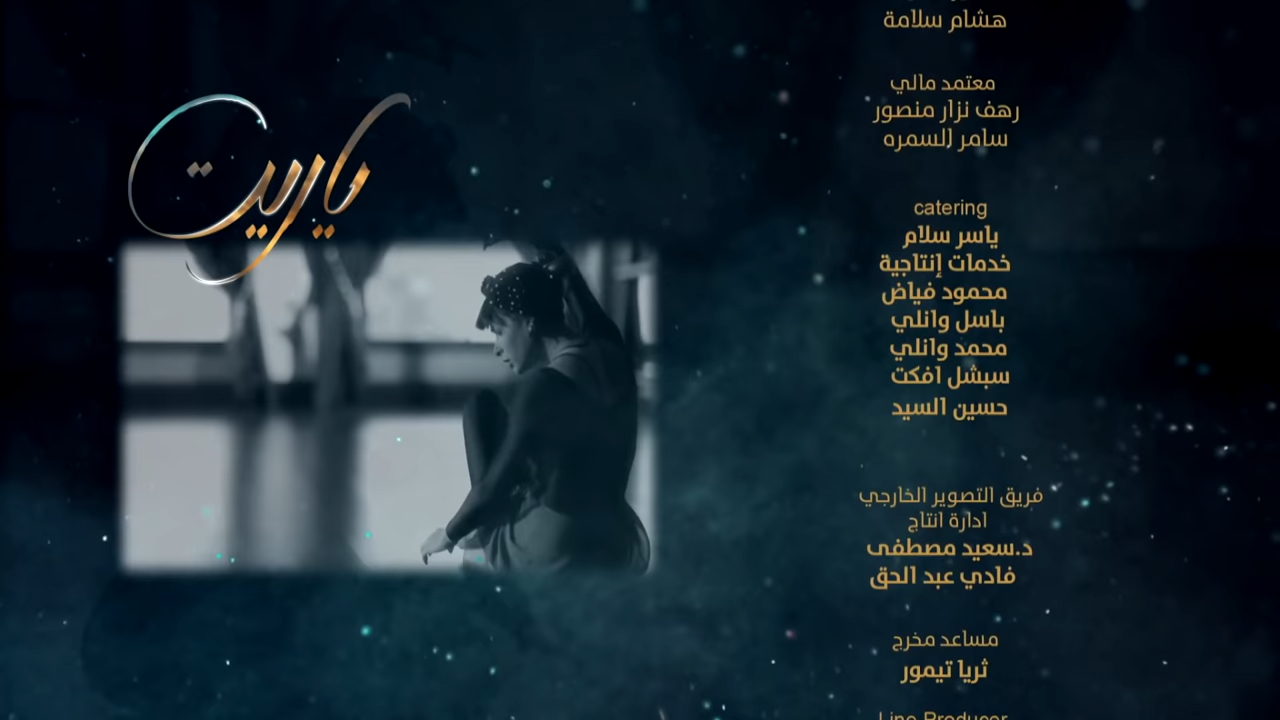 ياريت
هشام سلامة
معتمد مالي
رهف نزار منصور
سامر السمره
catering
ياسر سلام
خدمات إنتاجية
محمود فياض
باسل وانلي
محمد وانلي
سبشل افكت
حسين السيد
فريق التصوير الخارجي
ادارة انتاج
د.سعيد مصطفى
فادي عبد الحق
مساعد مخرج
ثريا تيمور
Line Producer